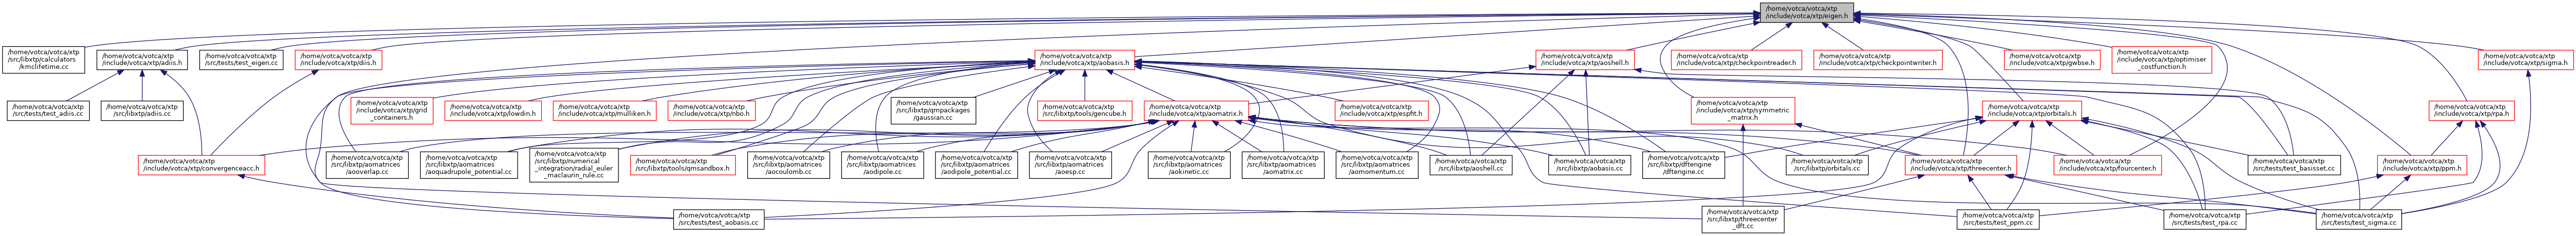 /home/votca/votca/xtp
/include/votca/xtp/eigen.h
/home/votca/votca/xtp
/src/libxtp/calculators
/kmclifetime.cc
/home/votca/votca/xtp
/include/votca/xtp/adiis.h
/home/votca/votca/xtp
/src/tests/test_eigen.cc
/home/votca/votca/xtp
/include/votca/xtp/diis.h
/home/votca/votca/xtp
/include/votca/xtp/aobasis.h
/home/votca/votca/xtp
/include/votca/xtp/aoshell.h
/home/votca/votca/xtp
/include/votca/xtp/checkpointreader.h
/home/votca/votca/xtp
/include/votca/xtp/checkpointwriter.h
/home/votca/votca/xtp
/include/votca/xtp/gwbse.h
/home/votca/votca/xtp
/include/votca/xtp/optimiser
_costfunction.h
/home/votca/votca/xtp
/include/votca/xtp/sigma.h
/home/votca/votca/xtp
/src/tests/test_adiis.cc
/home/votca/votca/xtp
/src/libxtp/adiis.cc
/home/votca/votca/xtp
/include/votca/xtp/grid
_containers.h
/home/votca/votca/xtp
/include/votca/xtp/lowdin.h
/home/votca/votca/xtp
/include/votca/xtp/mulliken.h
/home/votca/votca/xtp
/include/votca/xtp/nbo.h
/home/votca/votca/xtp
/src/libxtp/qmpackages
/gaussian.cc
/home/votca/votca/xtp
/src/libxtp/tools/gencube.h
/home/votca/votca/xtp
/include/votca/xtp/aomatrix.h
/home/votca/votca/xtp
/include/votca/xtp/espfit.h
/home/votca/votca/xtp
/include/votca/xtp/symmetric
_matrix.h
/home/votca/votca/xtp
/include/votca/xtp/orbitals.h
/home/votca/votca/xtp
/include/votca/xtp/rpa.h
/home/votca/votca/xtp
/include/votca/xtp/convergenceacc.h
/home/votca/votca/xtp
/src/libxtp/aomatrices
/aooverlap.cc
/home/votca/votca/xtp
/src/libxtp/aomatrices
/aoquadrupole_potential.cc
/home/votca/votca/xtp
/src/libxtp/numerical
_integration/radial_euler
_maclaurin_rule.cc
/home/votca/votca/xtp
/src/libxtp/tools/qmsandbox.h
/home/votca/votca/xtp
/src/libxtp/aomatrices
/aocoulomb.cc
/home/votca/votca/xtp
/src/libxtp/aomatrices
/aodipole.cc
/home/votca/votca/xtp
/src/libxtp/aomatrices
/aodipole_potential.cc
/home/votca/votca/xtp
/src/libxtp/aomatrices
/aoesp.cc
/home/votca/votca/xtp
/src/libxtp/aomatrices
/aokinetic.cc
/home/votca/votca/xtp
/src/libxtp/aomatrices
/aomatrix.cc
/home/votca/votca/xtp
/src/libxtp/aomatrices
/aomomentum.cc
/home/votca/votca/xtp
/src/libxtp/aoshell.cc
/home/votca/votca/xtp
/src/libxtp/aobasis.cc
/home/votca/votca/xtp
/src/libxtp/dftengine
/dftengine.cc
/home/votca/votca/xtp
/src/libxtp/orbitals.cc
/home/votca/votca/xtp
/include/votca/xtp/threecenter.h
/home/votca/votca/xtp
/include/votca/xtp/fourcenter.h
/home/votca/votca/xtp
/src/tests/test_basisset.cc
/home/votca/votca/xtp
/include/votca/xtp/ppm.h
/home/votca/votca/xtp
/src/tests/test_aobasis.cc
/home/votca/votca/xtp
/src/libxtp/threecenter
_dft.cc
/home/votca/votca/xtp
/src/tests/test_ppm.cc
/home/votca/votca/xtp
/src/tests/test_rpa.cc
/home/votca/votca/xtp
/src/tests/test_sigma.cc